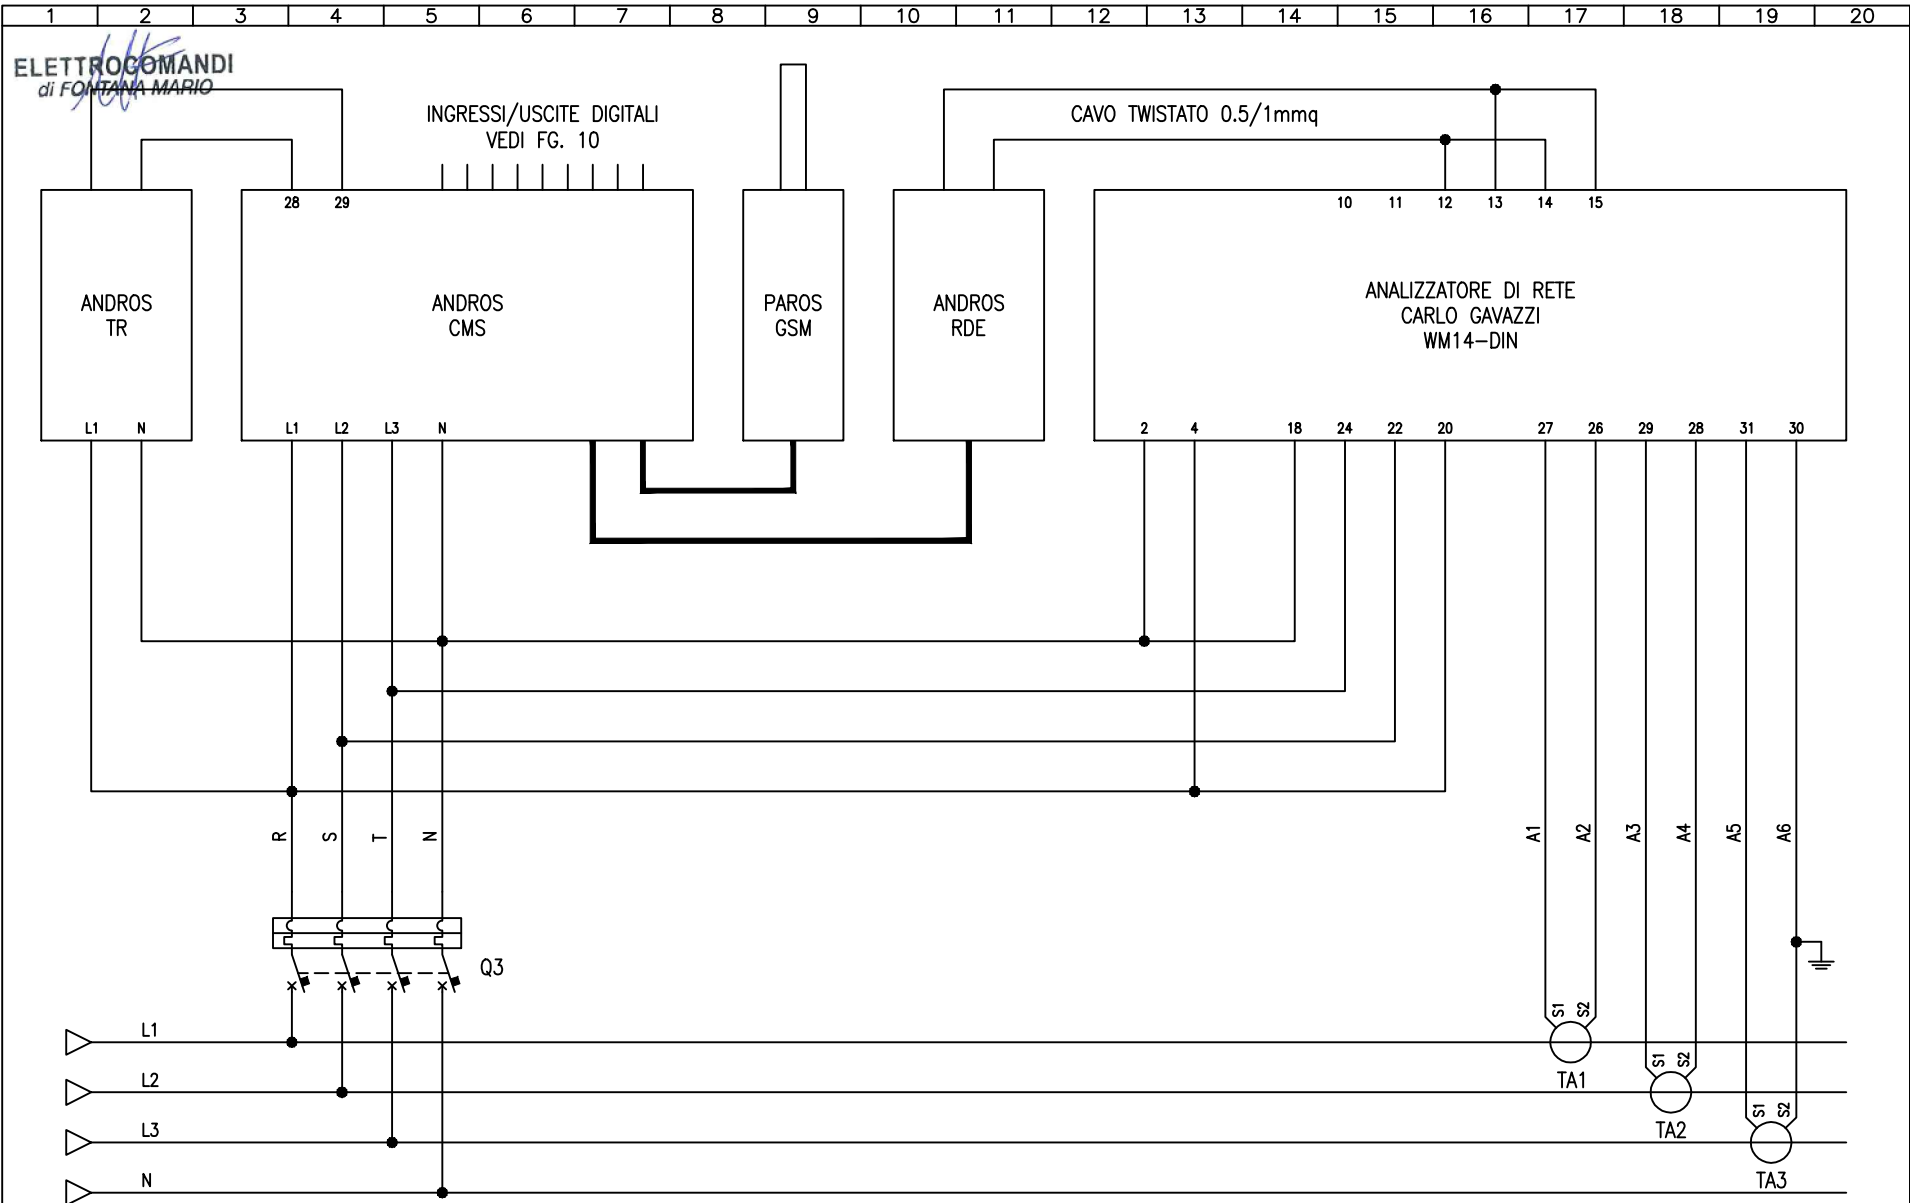 1 2 3 4 5 6 7 8 9 10 11 12 13 14 15 16 17 18 19 20
ELETTROCOMANDI
di FONTANA MARIO
INGRESSI/USCITE DIGITALI
VEDI FG. 10
CAVO TWISTATO 0.5/1mmq
28 29
10 11 12 13 14 15
ANDROS
TR
ANDROS
CMS
PAROS
GSM
ANDROS
RDE
ANALIZZATORE DI RETE
CARLO GAVAZZI
WM14-DIN
L1 N
L1 L2 L3 N
2 4 18 24 22 20 27 26 29 28 31 30
R S T N
A1 A2 A3 A4 A5 A6
Q3
S1 S2
TA1
S1 S2
TA2
S1 S2
TA3
L1
L2
L3
N